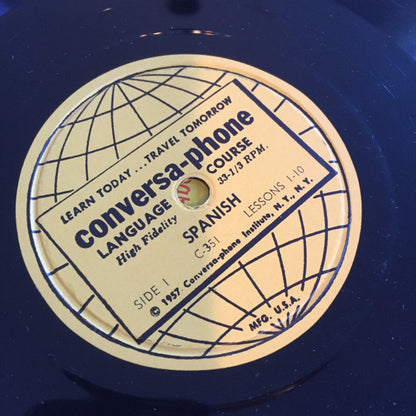 LEARN TODAY...TRAVEL TOMORROW
conversa-phone
LANGUAGE COURSE
High Fidelity 33-1/3 RPM.
SPANISH
C-351
SIDE 1 LESSONS 1-10
© 1957. Conversa-phone Institute, N.Y., N.Y.
MFG. U.S.A.